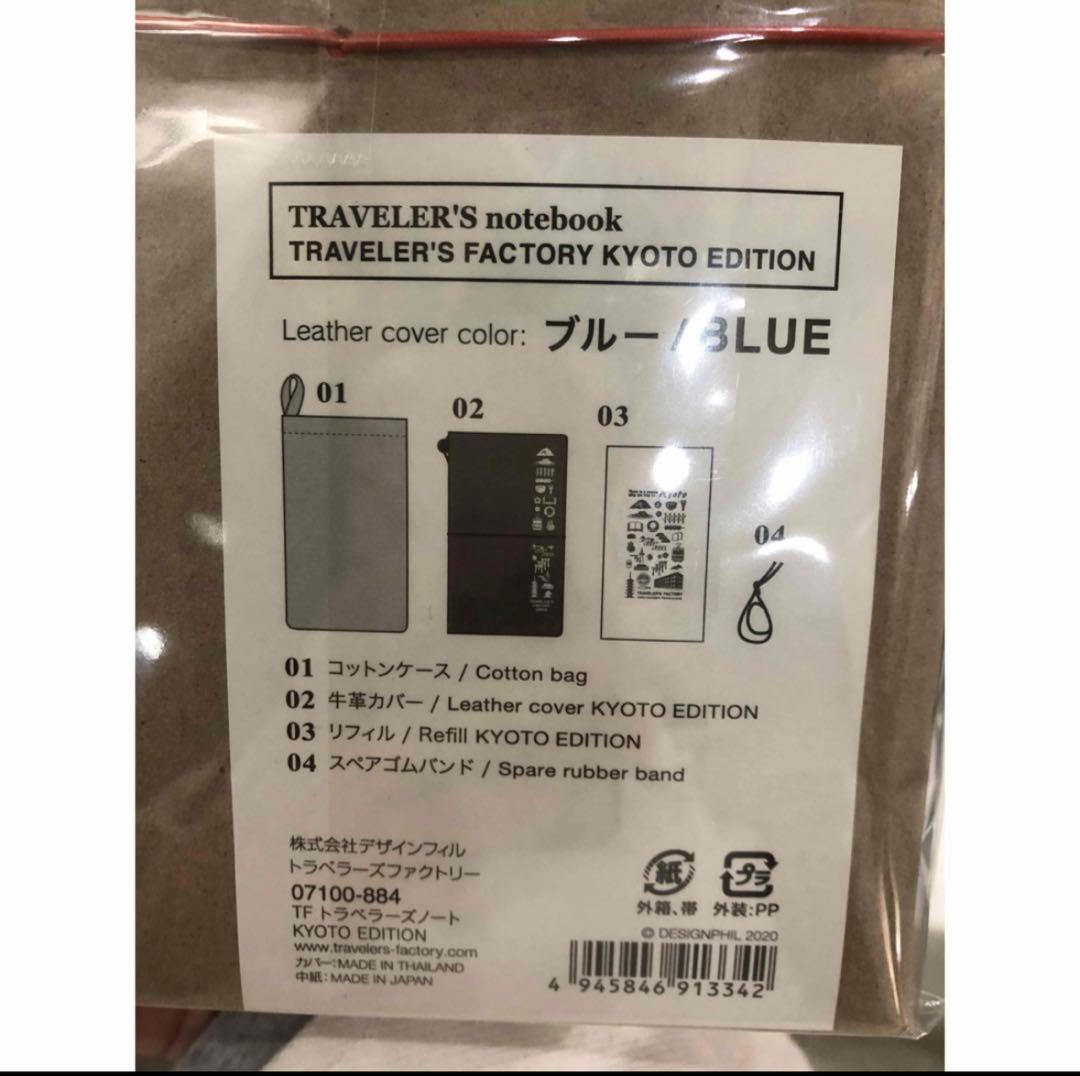 TRAVELER'S notebook
TRAVELER'S FACTORY KYOTO EDITION
Leather cover color: ブルー / BLUE
01
02
03
04
Kyoto
TRAVELER'S FACTORY
01 コットンケース / Cotton bag
02 牛革カバー / Leather cover KYOTO EDITION
03 リフィル / Refill KYOTO EDITION
04 スペアゴムバンド / Spare rubber band
株式会社デザインフィル
トラベラーズファクトリー
07100-884
TF トラベラーズノート
KYOTO EDITION
www.travelers-factory.com
カバー:MADE IN THAILAND
中紙:MADE IN JAPAN
紙 プラ
外箱、帯 外装:PP
© DESIGNPHIL 2020
4 945846 913342